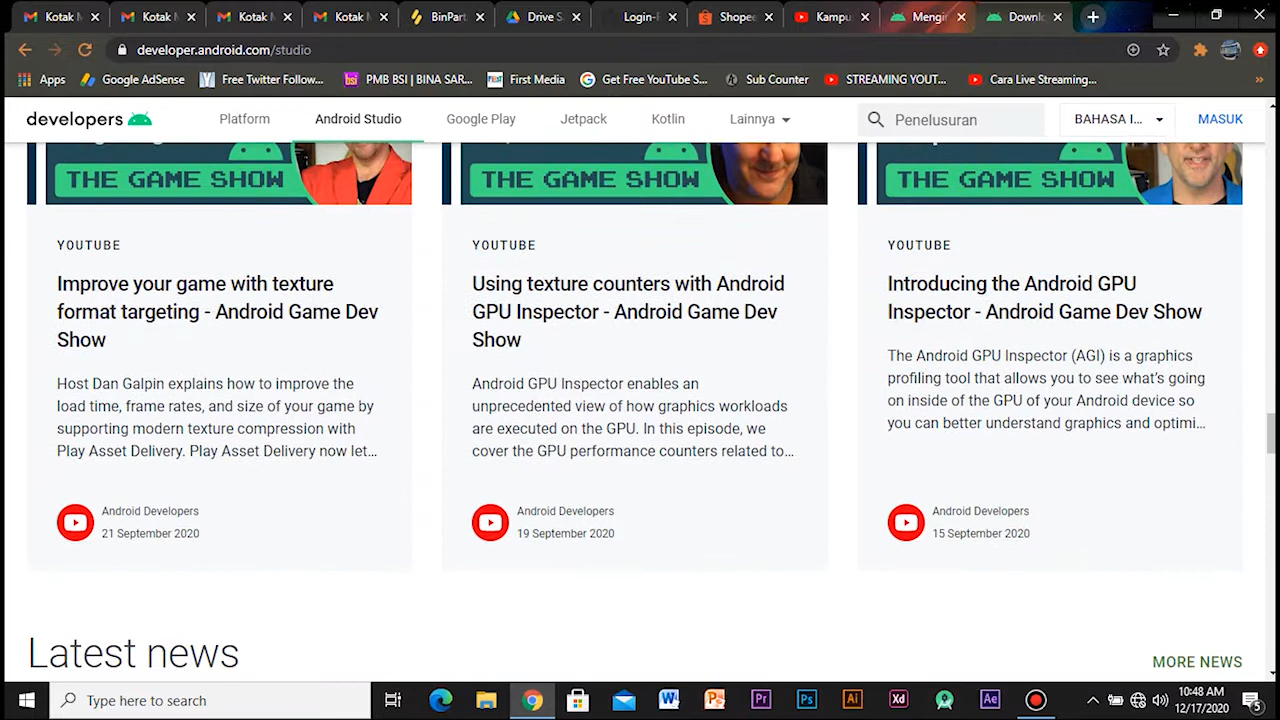 Kotak M
Kotak M
Kotak M
Kotak M
BinPart
Drive S
Login-
Shopee
Kampu
Mengi
Downl
developer.android.com/studio
Apps
Google AdSense
Free Twitter Follow...
PMB BSI | BINA SAR...
First Media
Get Free YouTube S...
Sub Counter
STREAMING YOUT...
Cara Live Streaming...
»
developers
Platform
Android Studio
Google Play
Jetpack
Kotlin
Lainnya
Penelusuran
BAHASA I...
MASUK
THE GAME SHOW
THE GAME SHOW
THE GAME SHOW
YOUTUBE
Improve your game with texture
format targeting - Android Game Dev
Show
Host Dan Galpin explains how to improve the
load time, frame rates, and size of your game by
supporting modern texture compression with
Play Asset Delivery. Play Asset Delivery now let...
Android Developers
21 September 2020
YOUTUBE
Using texture counters with Android
GPU Inspector - Android Game Dev
Show
Android GPU Inspector enables an
unprecedented view of how graphics workloads
are executed on the GPU. In this episode, we
cover the GPU performance counters related to...
Android Developers
19 September 2020
YOUTUBE
Introducing the Android GPU
Inspector - Android Game Dev Show
The Android GPU Inspector (AGI) is a graphics
profiling tool that allows you to see what's going
on inside of the GPU of your Android device so
you can better understand graphics and optimi...
Android Developers
15 September 2020
Latest news
MORE NEWS
Type here to search
W
P
Pr
Ps
Ai
Xd
Ae
10:48 AM
12/17/2020
5